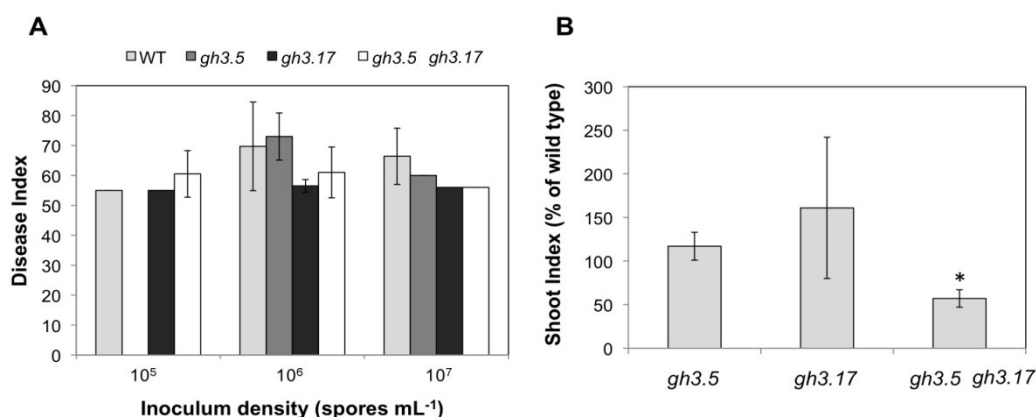 A
WT gh3.5 gh3.17 gh3.5 gh3.17
Disease Index
90
80
70
60
50
40
30
20
10
0
10⁵ 10⁶ 10⁷
Inoculum density (spores mL⁻¹)
B
Shoot Index (% of wild type)
300
250
200
150
100
50
0
*
gh3.5 gh3.17 gh3.5 gh3.17